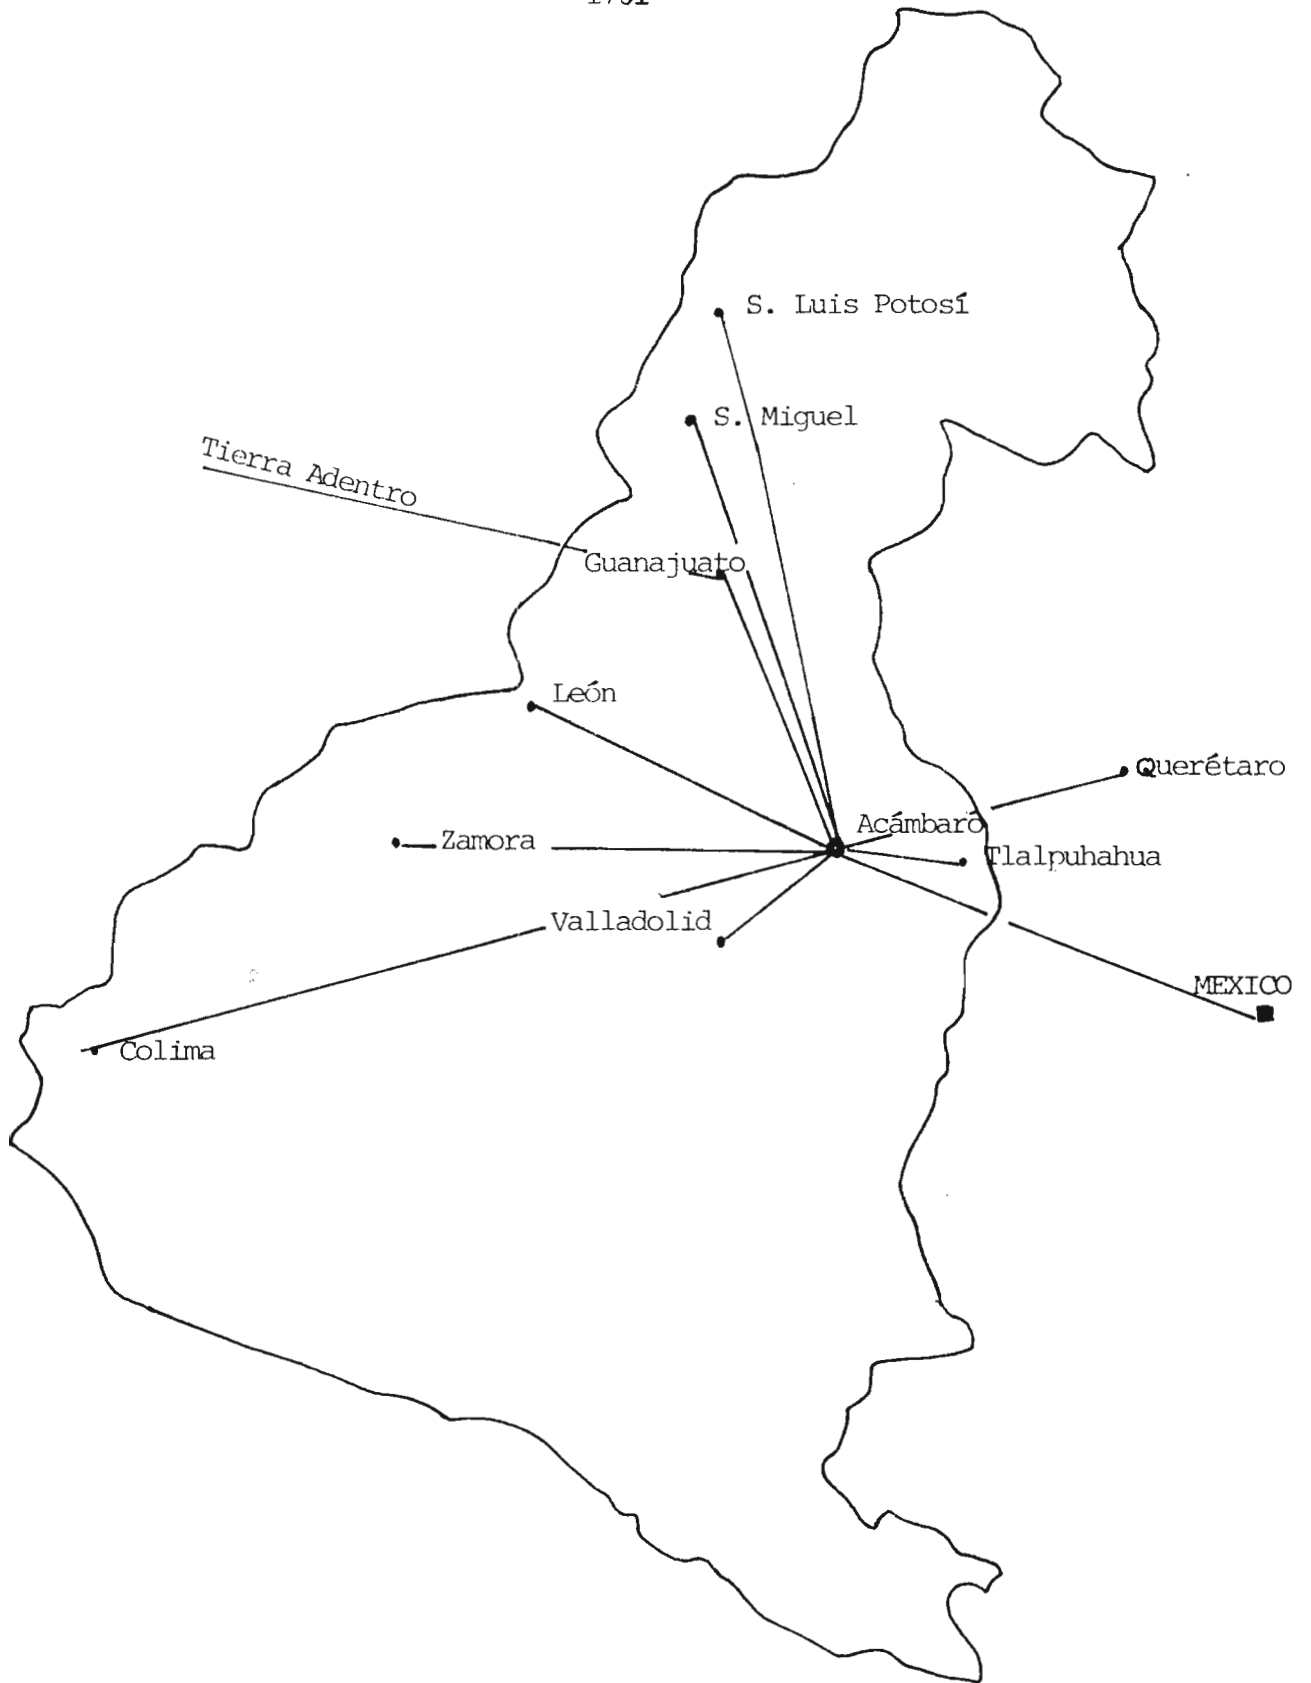 S. Luis Potosí
S. Miguel
Tierra Adentro
Guanajuato
León
Querétaro
Acámbaro
Zamora
Tlalpuhahua
Valladolid
MEXICO
Colima